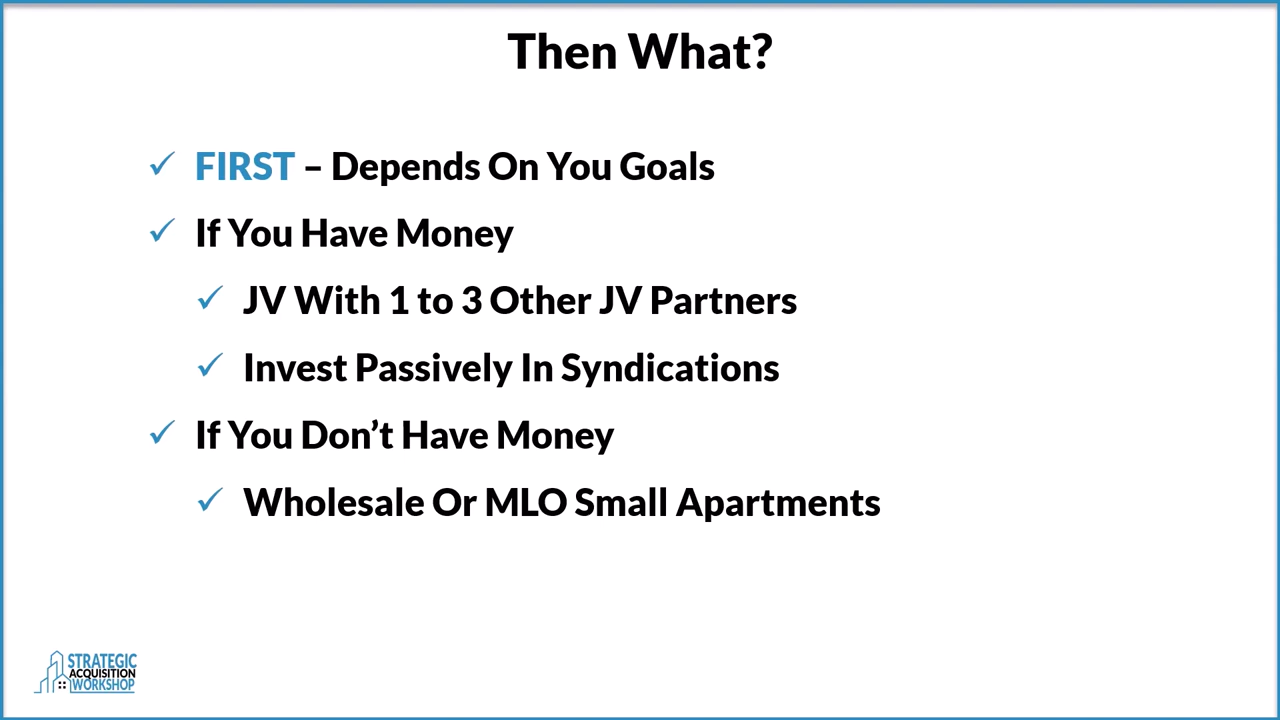 Then What?
✓ FIRST – Depends On You Goals
✓ If You Have Money
✓ JV With 1 to 3 Other JV Partners
✓ Invest Passively In Syndications
✓ If You Don’t Have Money
✓ Wholesale Or MLO Small Apartments
STRATEGIC
ACQUISITION
WORKSHOP